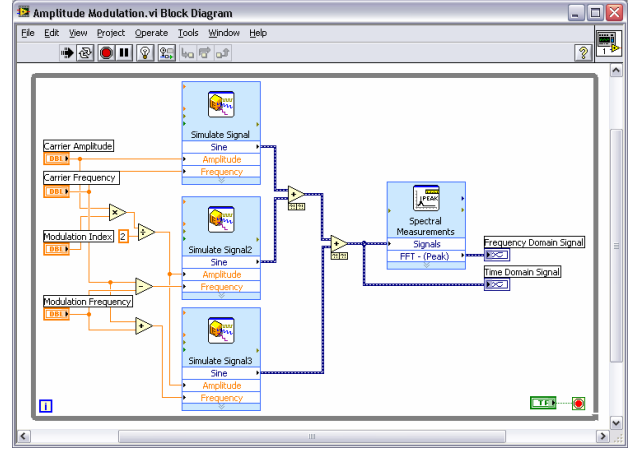 Amplitude Modulation.vi Block Diagram
File Edit View Project Operate Tools Window Help
?
1
Simulate Signal
Sine
Amplitude
Frequency
Carrier Amplitude
DBL
Carrier Frequency
DBL
×
÷
Modulation Index
2
DBL
Simulate Signal2
Sine
Amplitude
Frequency
-
Modulation Frequency
DBL
+
Simulate Signal3
Sine
Amplitude
Frequency
+
+
PEAK
Spectral
Measurements
Signals
FFT - (Peak)
Frequency Domain Signal
Time Domain Signal
i
TF